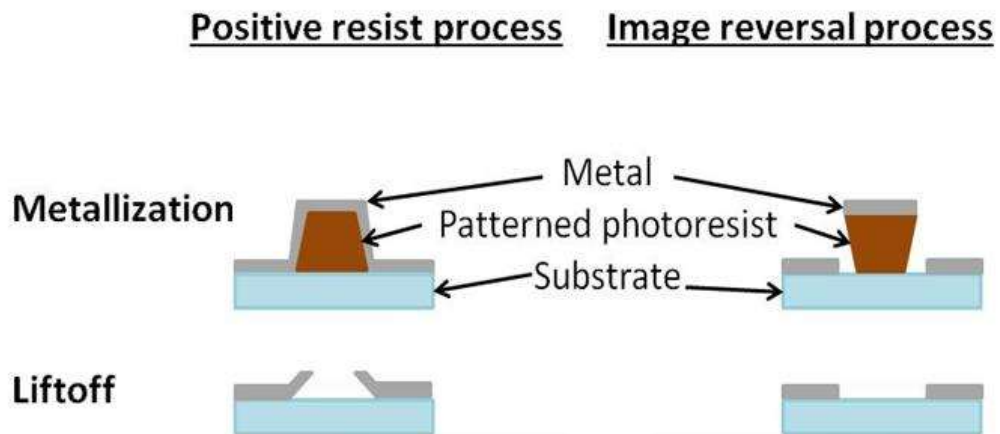 Positive resist process
Image reversal process
Metallization
Metal
Patterned photoresist
Substrate
Liftoff